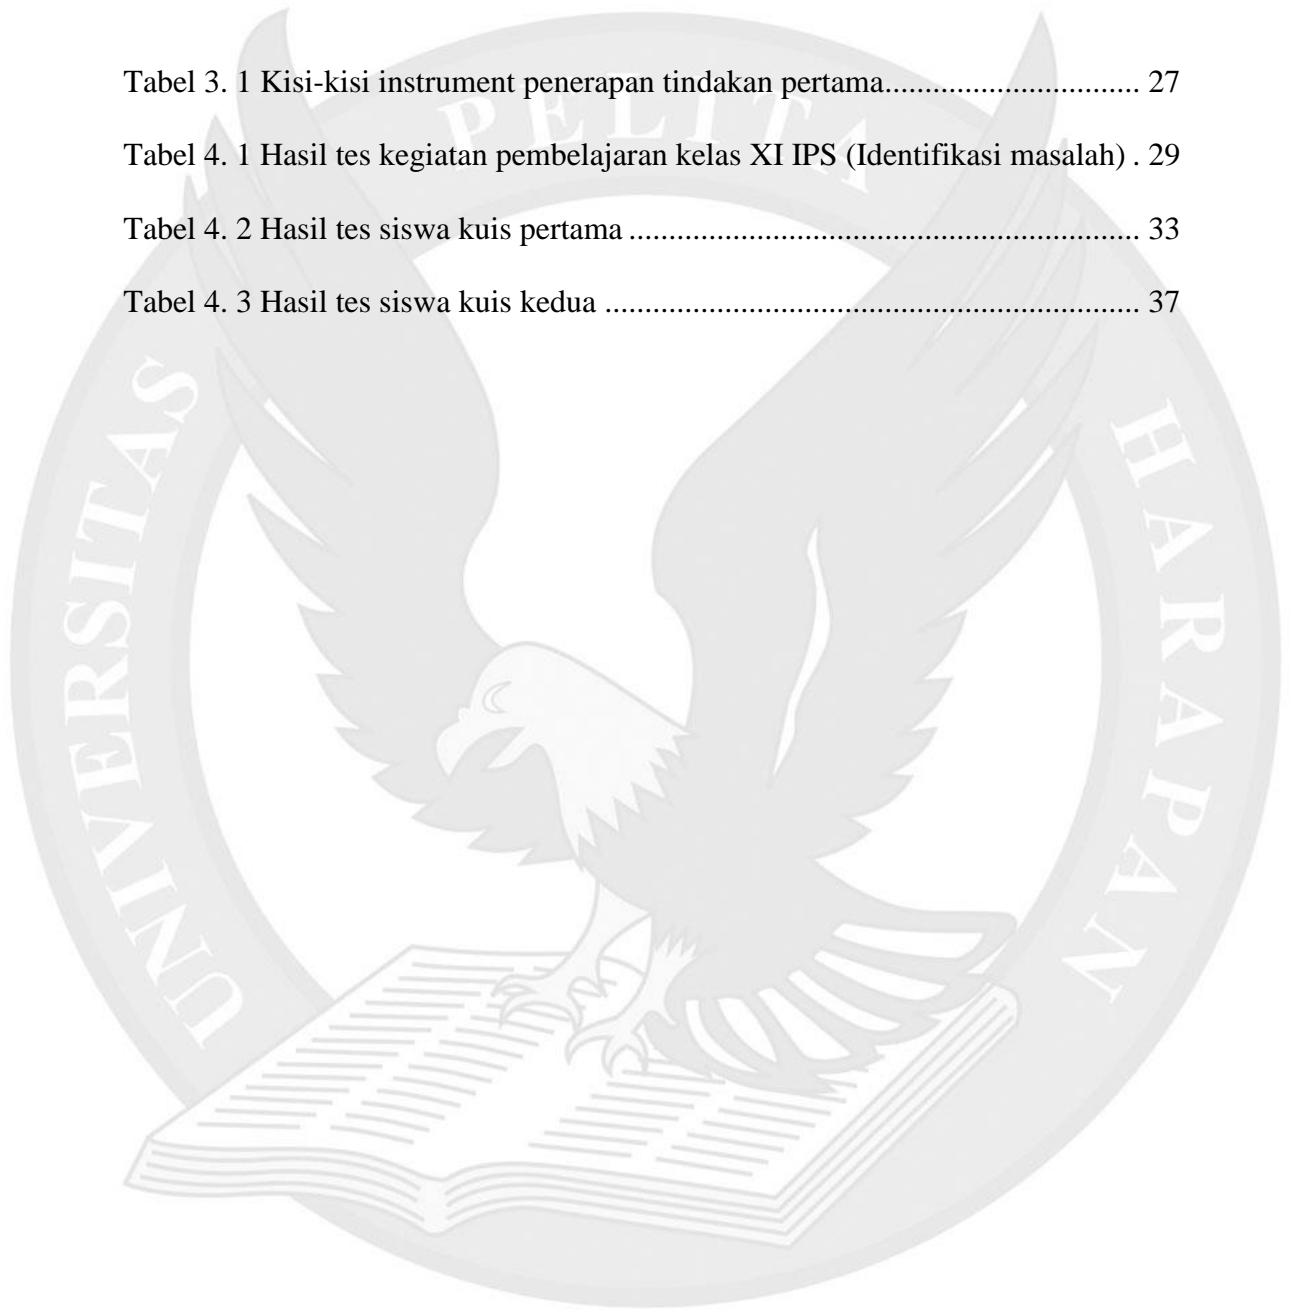 Tabel 3. 1 Kisi-kisi instrument penerapan tindakan pertama................................ 27
Tabel 4. 1 Hasil tes kegiatan pembelajaran kelas XI IPS (Identifikasi masalah) . 29
Tabel 4. 2 Hasil tes siswa kuis pertama ................................................................ 33
Tabel 4. 3 Hasil tes siswa kuis kedua ................................................................... 37
UNIVERSITAS PELITA HARAPAN